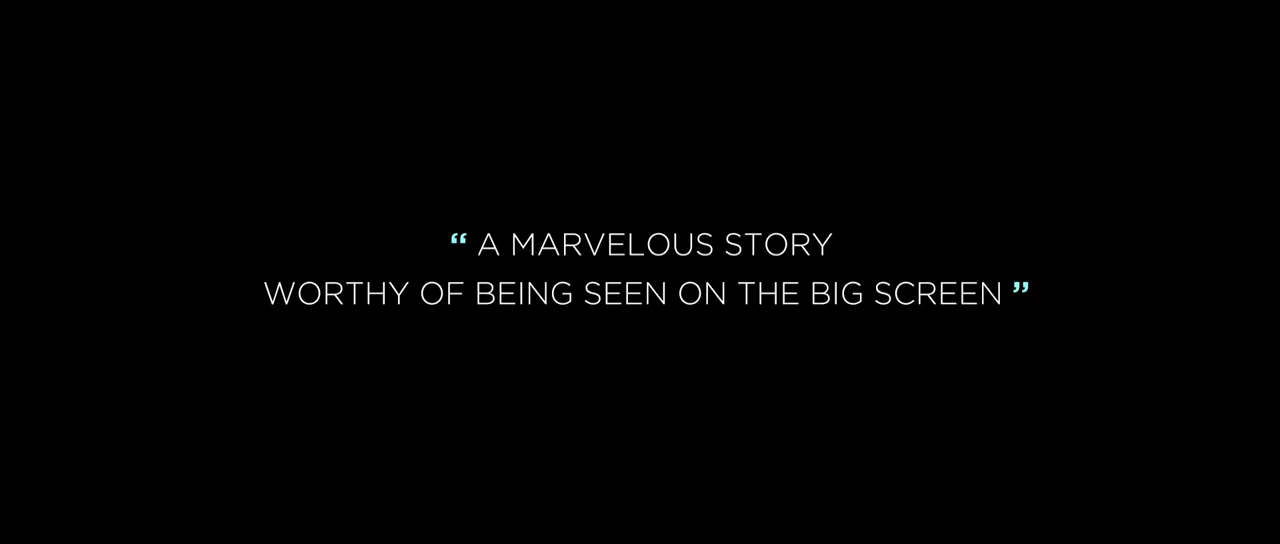 “ A MARVELOUS STORY
WORTHY OF BEING SEEN ON THE BIG SCREEN ”